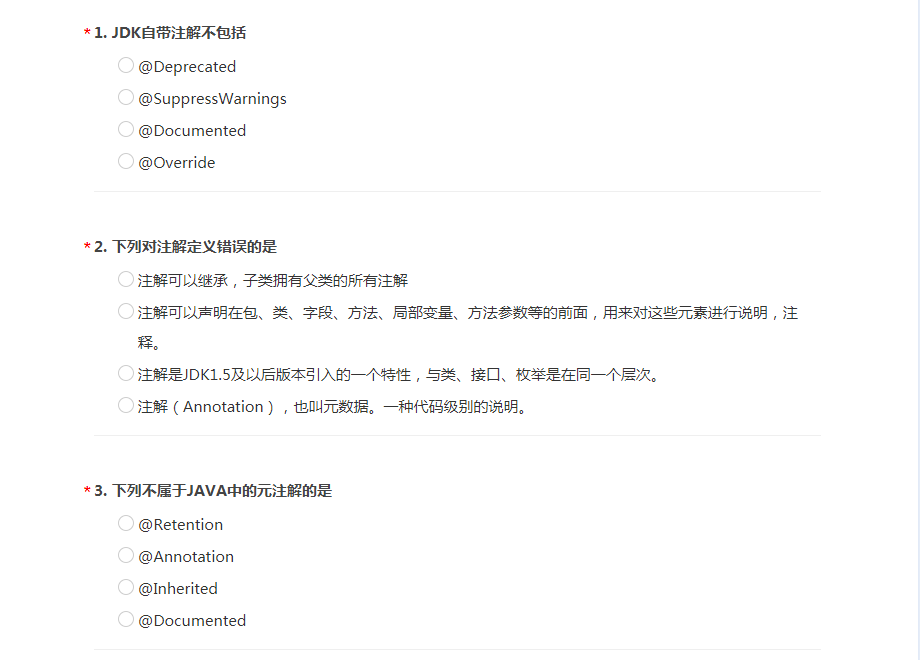 * 1. JDK自带注解不包括
@Deprecated
@SuppressWarnings
@Documented
@Override
* 2. 下列对注解定义错误的是
注解可以继承，子类拥有父类的所有注解
注解可以声明在包、类、字段、方法、局部变量、方法参数等的前面，用来对这些元素进行说明，注
释。
注解是JDK1.5及以后版本引入的一个特性，与类、接口、枚举是在同一个层次。
注解（Annotation），也叫元数据。一种代码级别的说明。
* 3. 下列不属于JAVA中的元注解的是
@Retention
@Annotation
@Inherited
@Documented